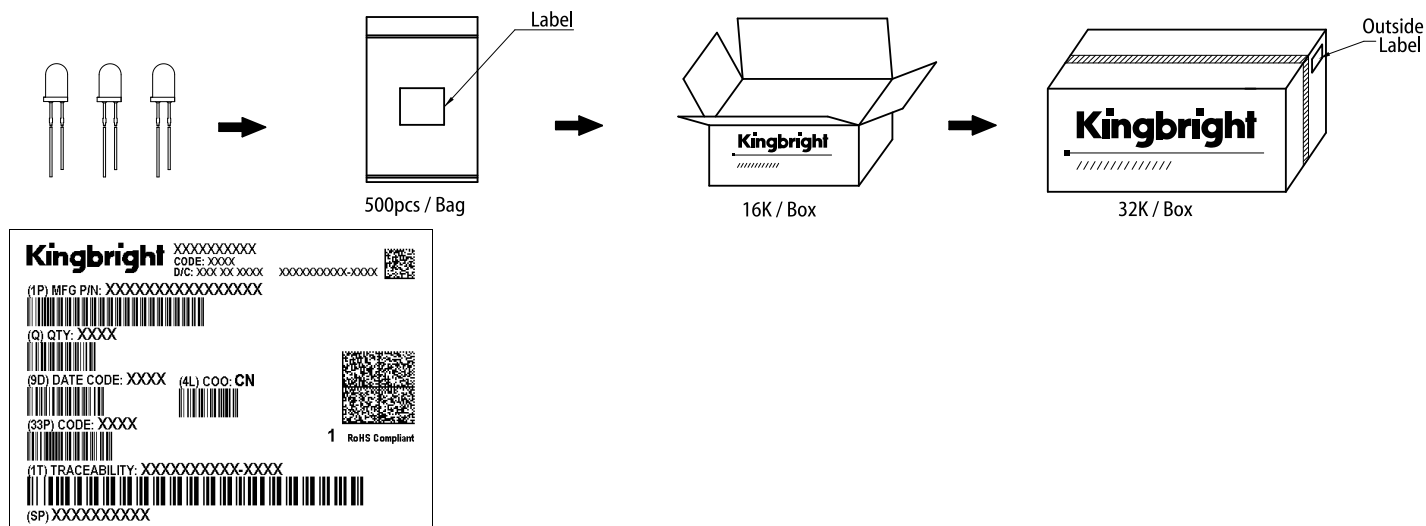 Label
Outside
Label
Kingbright
Kingbright
500pcs / Bag
16K / Box
32K / Box
Kingbright
XXXXXXXXXX
CODE: XXXX
D/C: XXX XX XXXX XXXXXXXXXX-XXXX
(1P) MFG P/N: XXXXXXXXXXXXXXXX
(Q) QTY: XXXX
(9D) DATE CODE: XXXX (4L) COO: CN
(33P) CODE: XXXX
1 RoHS Compliant
(1T) TRACEABILITY: XXXXXXXXXX-XXXX
(SP) XXXXXXXXXX